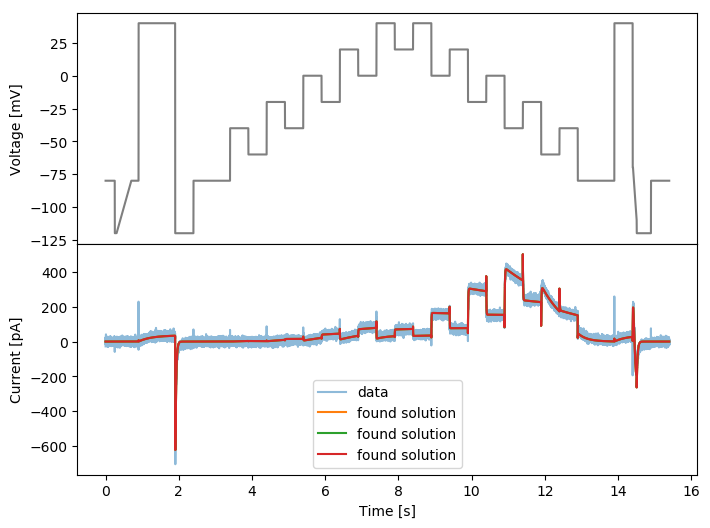 25
0
−25
−50
−75
−100
−125
Voltage [mV]
400
200
0
−200
−400
−600
Current [pA]
data
found solution
found solution
found solution
0 2 4 6 8 10 12 14 16
Time [s]